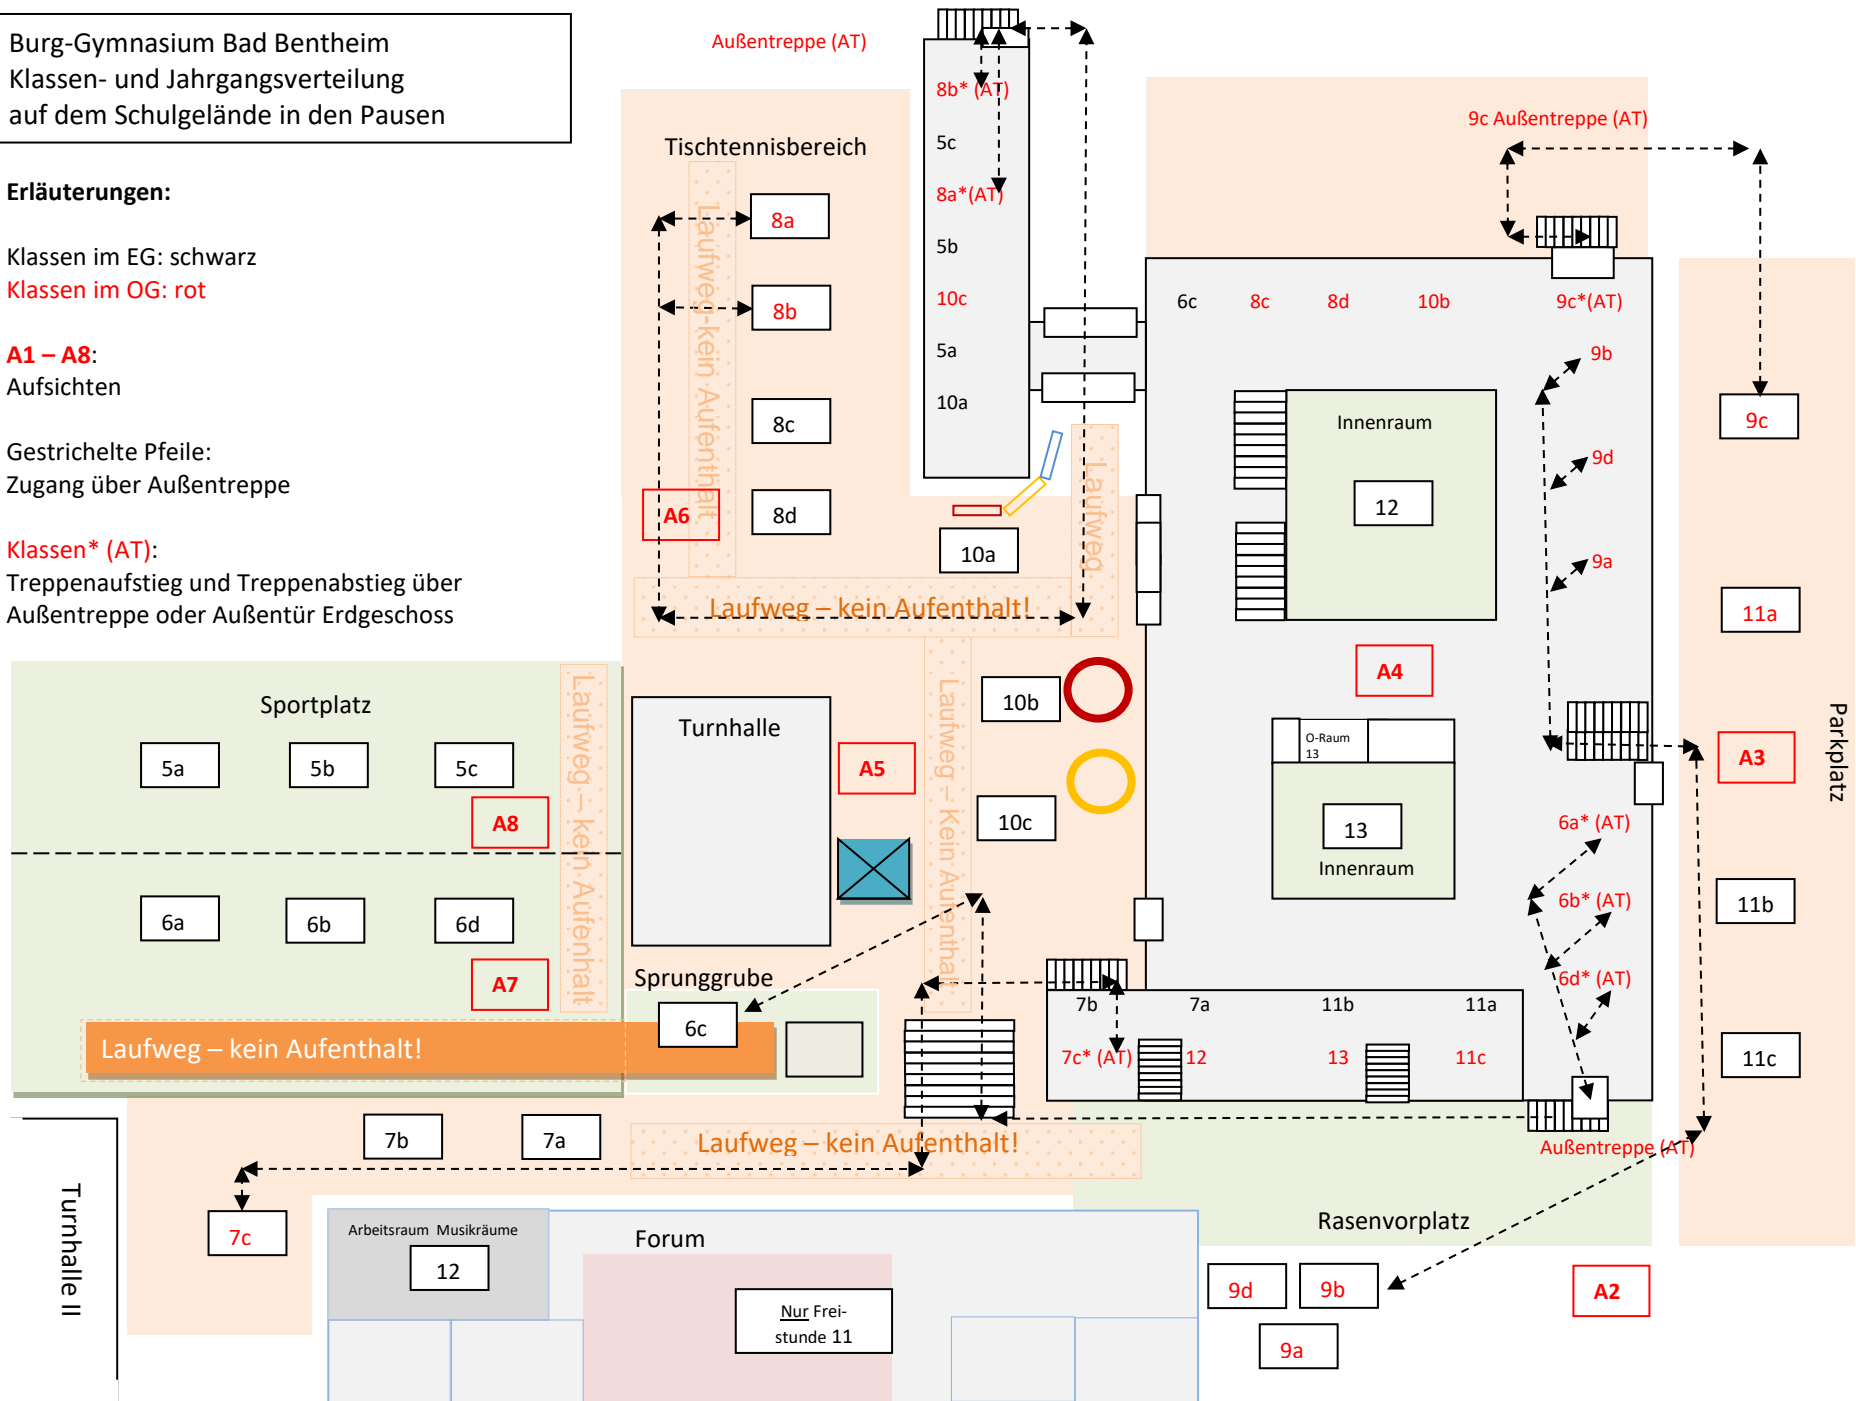 Burg-Gymnasium Bad Bentheim
Klassen- und Jahrgangsverteilung
auf dem Schulgelände in den Pausen
Erläuterungen:
Klassen im EG: schwarz
Klassen im OG: rot
A1 – A8:
Aufsichten
Gestrichelte Pfeile:
Zugang über Außentreppe
Klassen* (AT):
Treppenaufstieg und Treppenabstieg über
Außentreppe oder Außentür Erdgeschoss
Außentreppe (AT)
Tischtennisbereich
Laufweg-kein Aufenthalt
8a
8b
8c
8d
A6
8b* (AT)
5c
8a*(AT)
5b
10c
5a
10a
10a
Laufweg
Laufweg – kein Aufenthalt!
9c Außentreppe (AT)
6c
8c
8d
10b
9c*(AT)
9b
9d
9a
Innenraum
12
A4
O-Raum
13
13
Innenraum
6a* (AT)
6b* (AT)
6d* (AT)
9c
11a
A3
Parkplatz
11b
11c
Sportplatz
5a
5b
5c
A8
6a
6b
6d
A7
Laufweg – kein Aufenhalt
Laufweg – kein Aufenthalt!
Turnhalle
A5
Laufweg – Kein Aufenthalt
10b
10c
Sprunggrube
6c
7b
7a
11b
11a
7c* (AT)
12
13
11c
Außentreppe (AT)
7b
7a
Laufweg – kein Aufenthalt!
7c
Turnhalle II
Arbeitsraum Musikräume
12
Forum
Nur Frei-
stunde 11
Rasenvorplatz
9d
9b
9a
A2